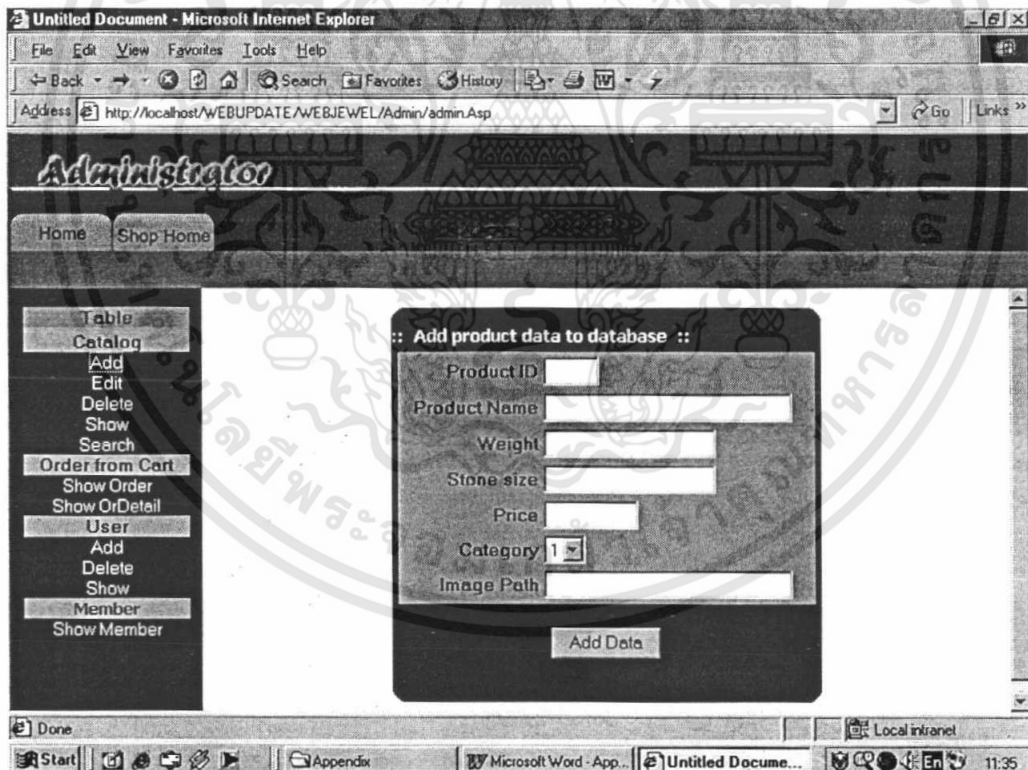 Untitled Document - Microsoft Internet Explorer
File Edit View Favorites Tools Help
Back Search Favorites History
Address http://localhost/WEBUPDATE/WEBJEWEL/Admin/admin.Asp Go Links »
Administrator
Home Shop Home
Table
Catalog
Add
Edit
Delete
Show
Search
Order from Cart
Show Order
Show OrDetail
User
Add
Delete
Show
Member
Show Member
:: Add product data to database ::
Product ID
Product Name
Weight
Stone size
Price
Category 1
Image Path
Add Data
Done Local intranet
Start Appendix Microsoft Word - App... Untitled Docume... En 11:35